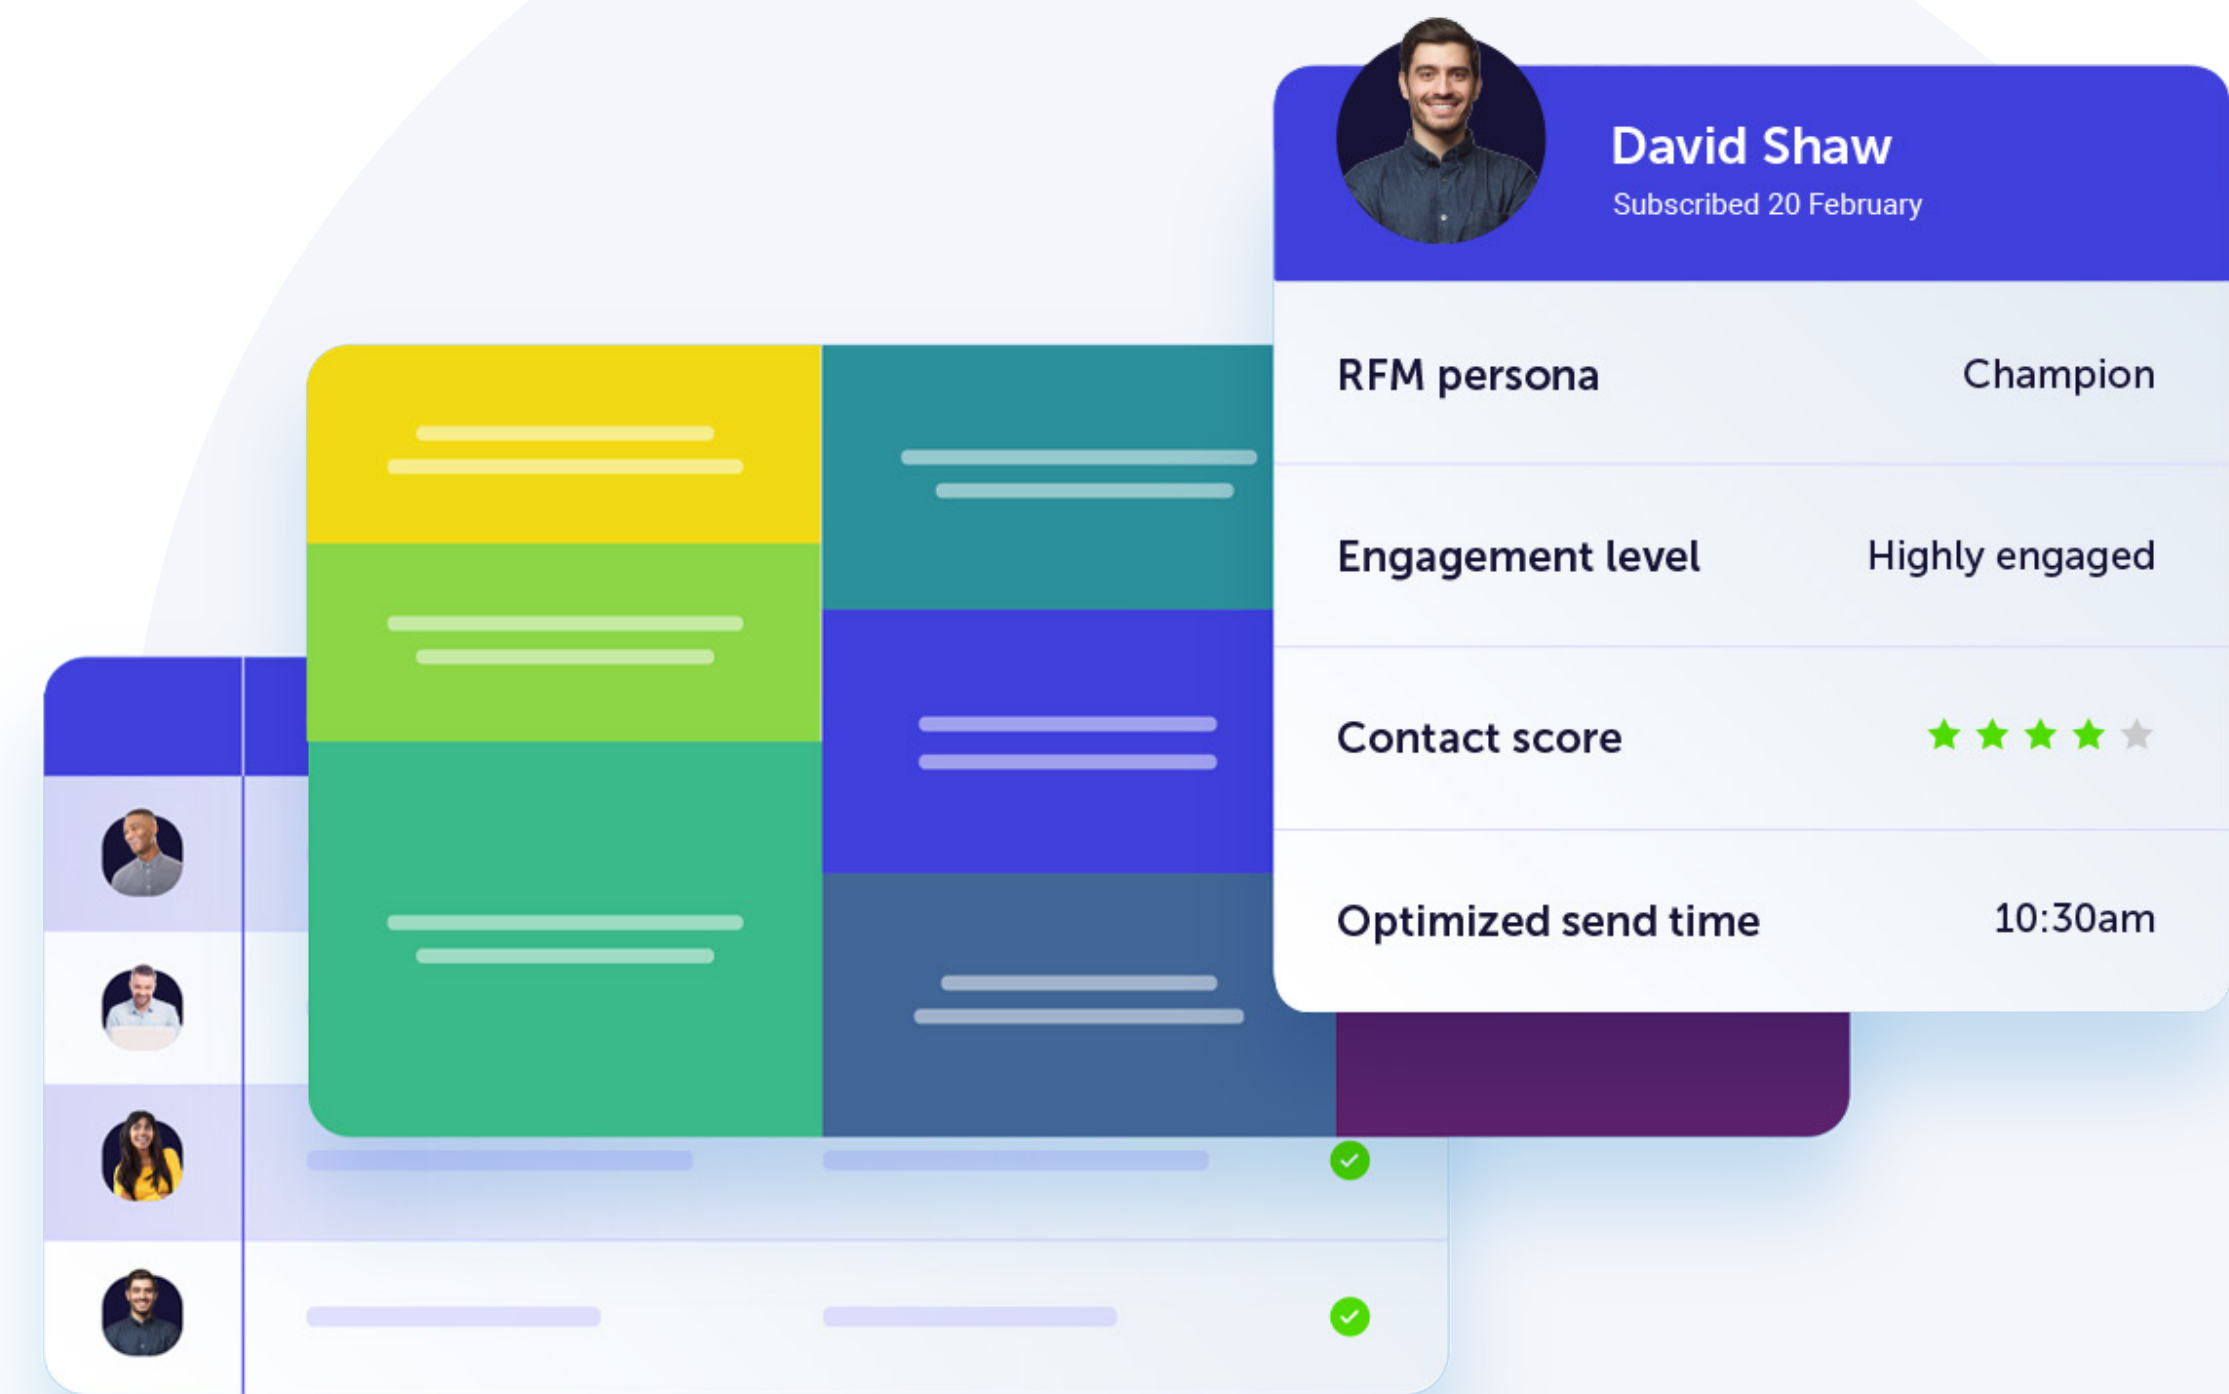 David Shaw
Subscribed 20 February
RFM persona Champion
Engagement level Highly engaged
Contact score
Optimized send time 10:30am